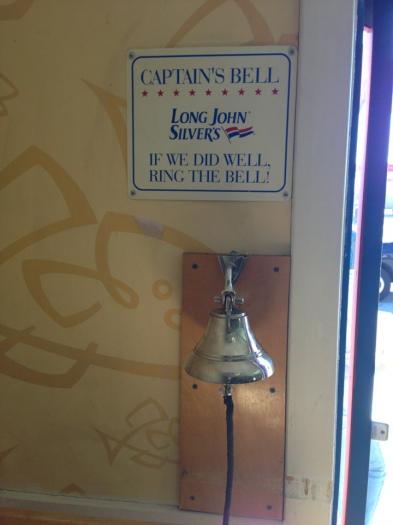 CAPTAIN'S BELL
LONG JOHN
SILVER'S
IF WE DID WELL,
RING THE BELL!